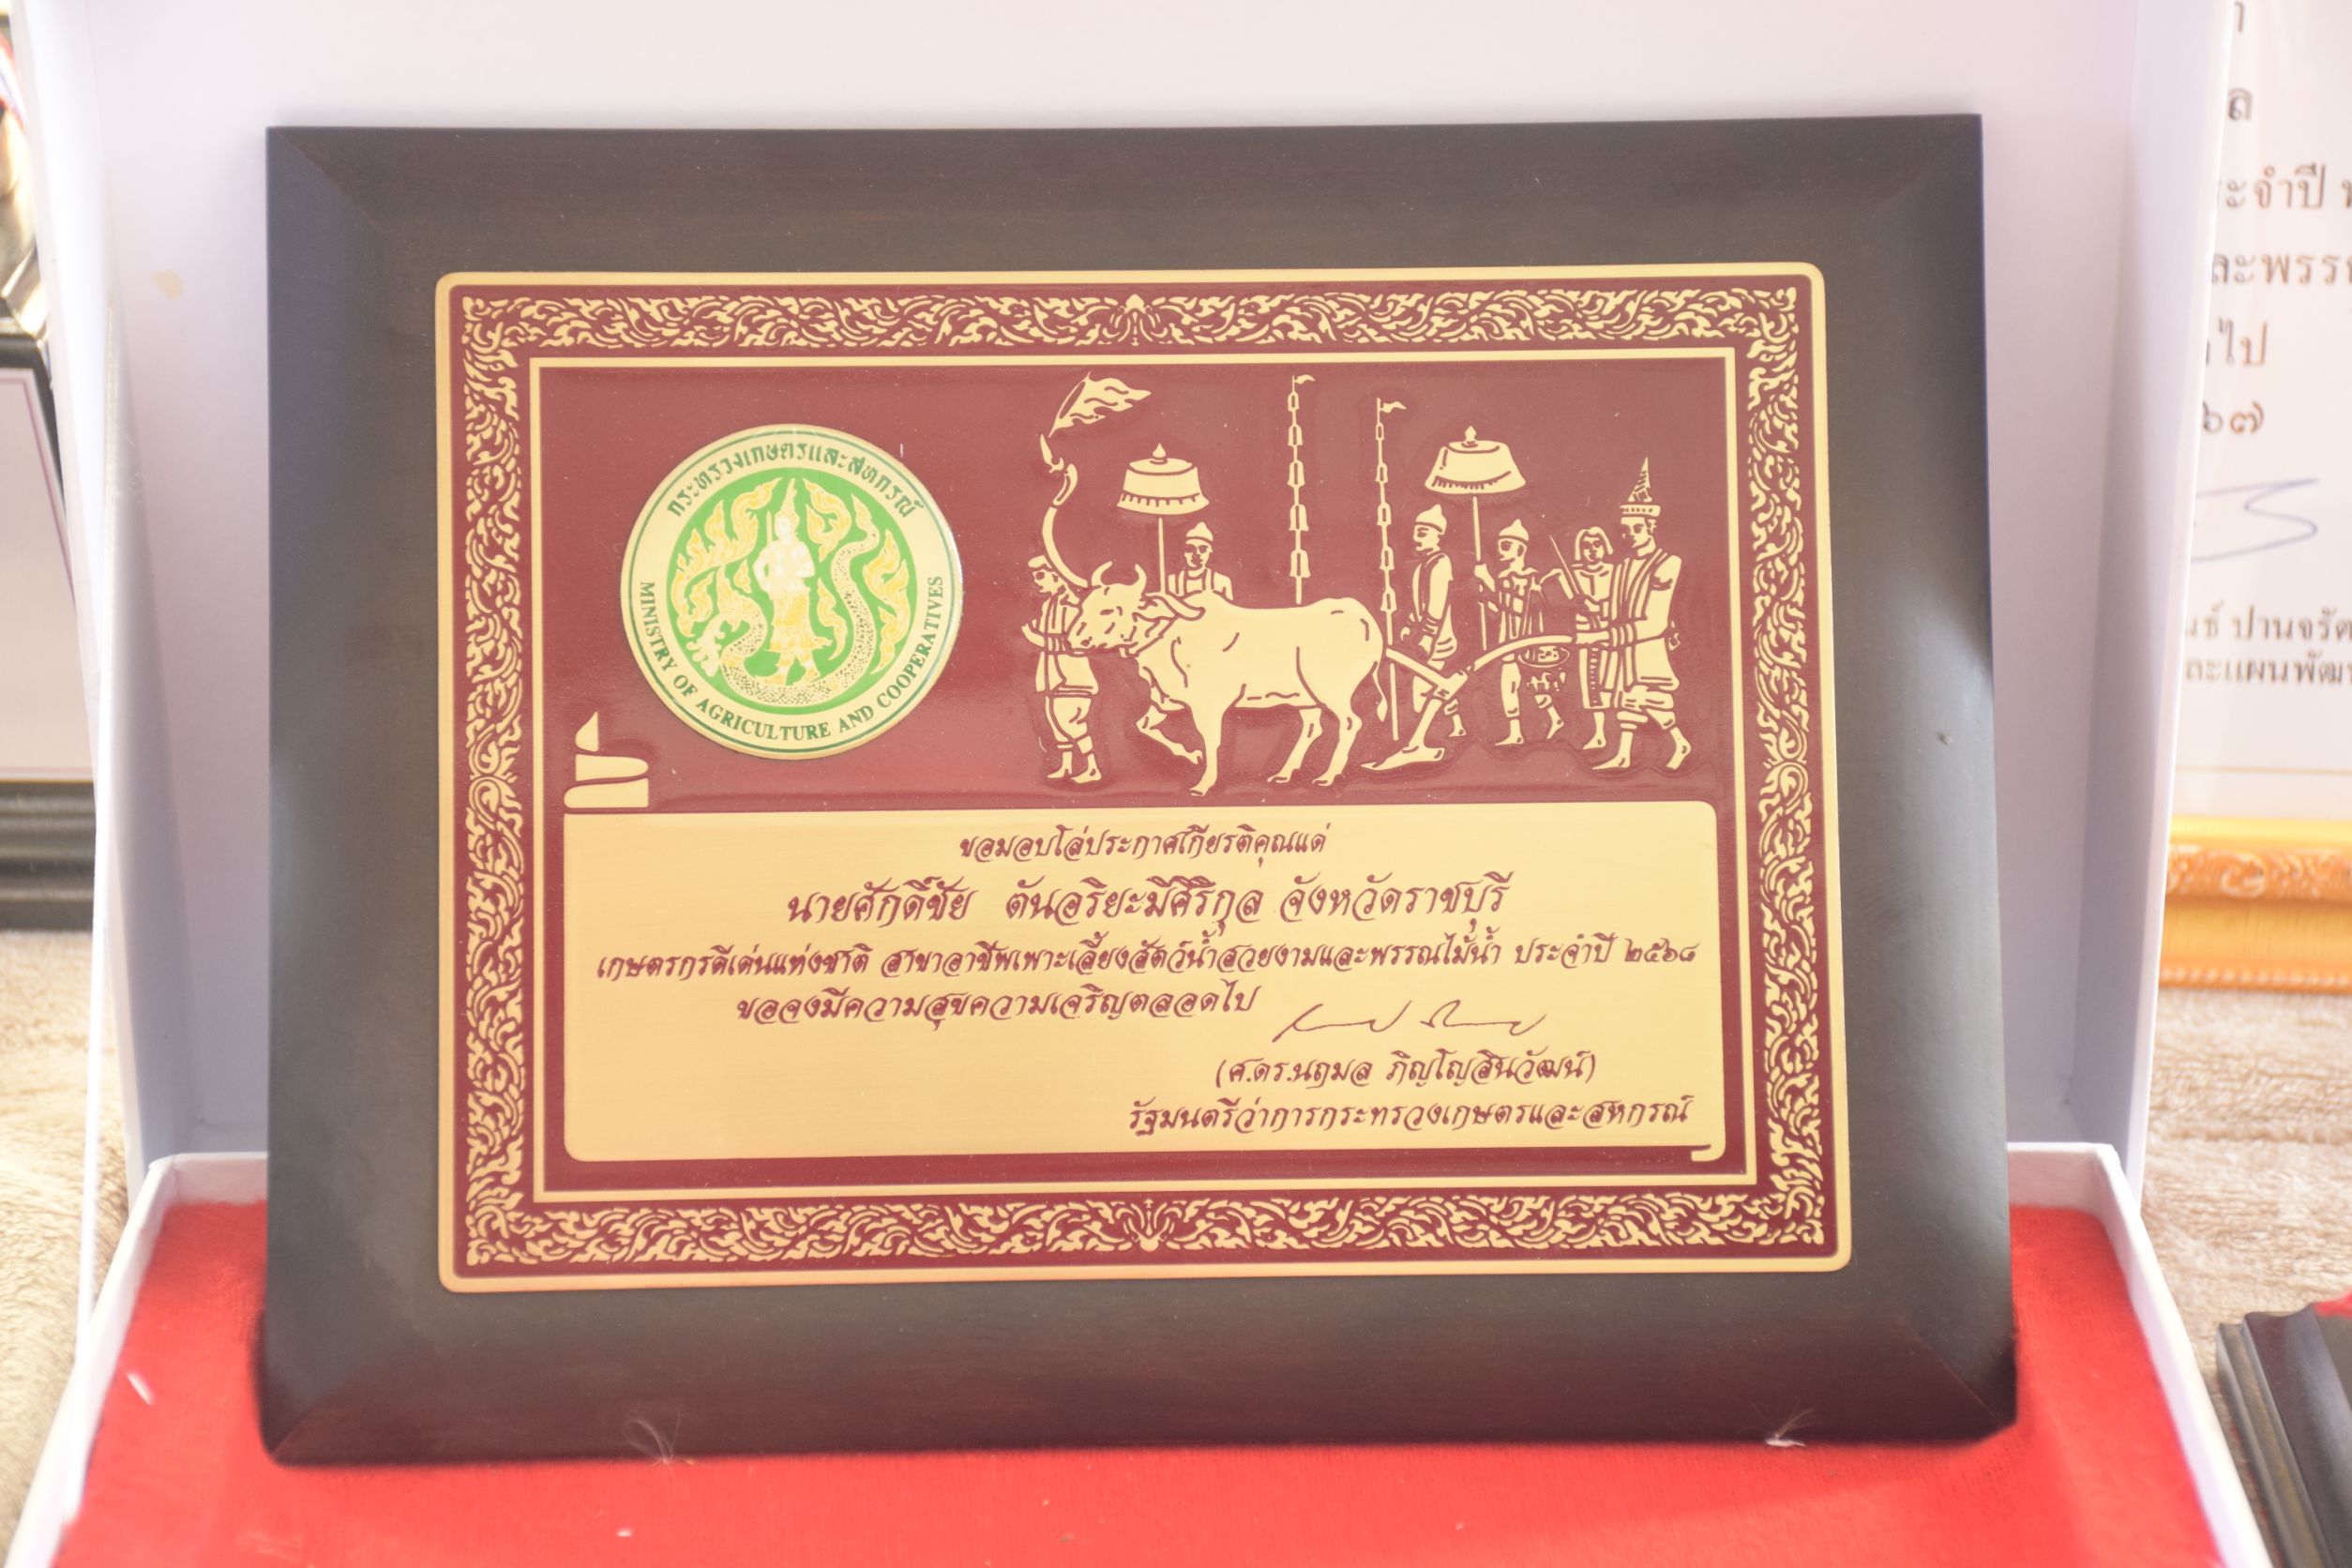 กระทรวงเกษตรและสหกรณ์
MINISTRY OF AGRICULTURE AND COOPERATIVES
ขอมอบโล่ประกาศเกียรติคุณแด่
นายศักดิ์ชัย ตันอริยะมีศิริกุล จังหวัดราชบุรี
เกษตรกรดีเด่นแห่งชาติ สาขาอาชีพเพาะเลี้ยงสัตว์น้ำสวยงามและพรรณไม้น้ำ ประจำปี ๒๕๖๘
ขอจงมีความสุขความเจริญตลอดไป
(ศ.ดร.นฤมล ภิญโญสินวัฒน์)
รัฐมนตรีว่าการกระทรวงเกษตรและสหกรณ์